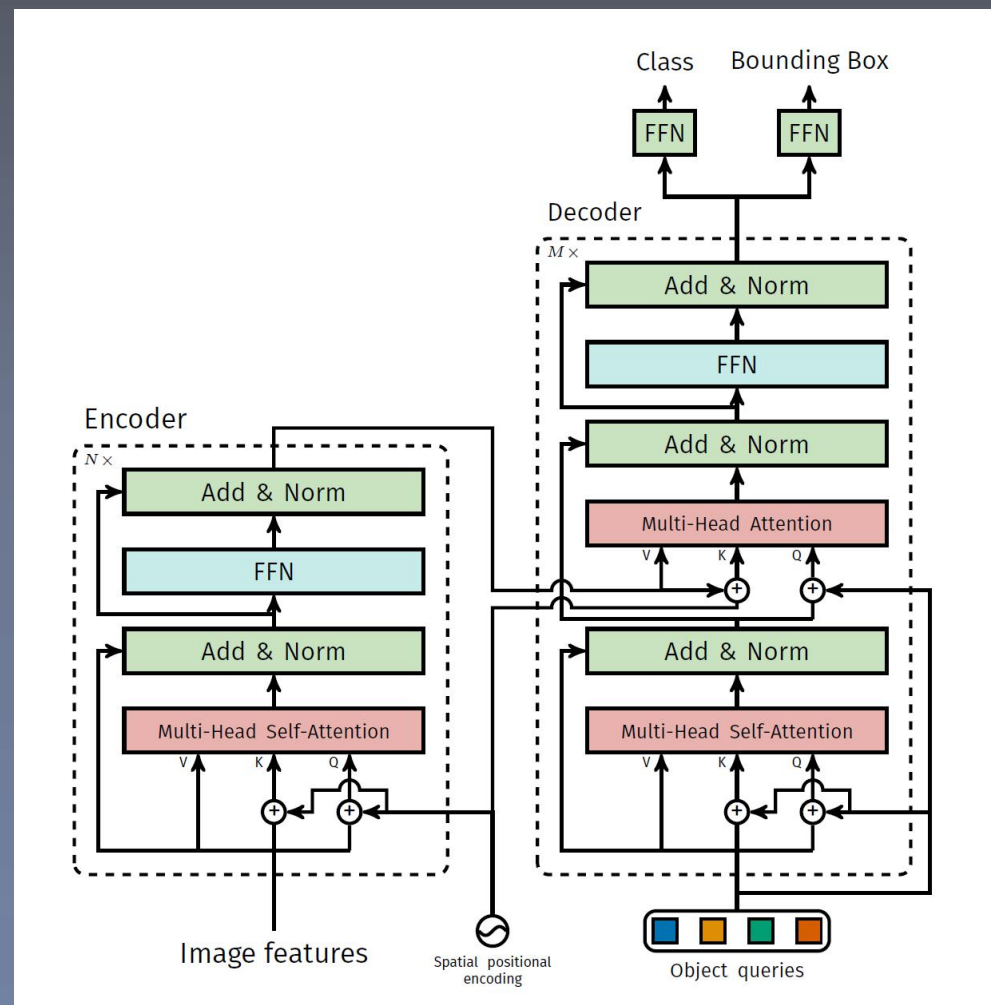 Class Bounding Box
FFN FFN
Decoder
M ×
Add & Norm
FFN
Add & Norm
Multi-Head Attention
V K Q
+ +
Add & Norm
Multi-Head Self-Attention
V K Q
+ +
Object queries
Encoder
N ×
Add & Norm
FFN
Add & Norm
Multi-Head Self-Attention
V K Q
+ +
Image features
Spatial positional
encoding